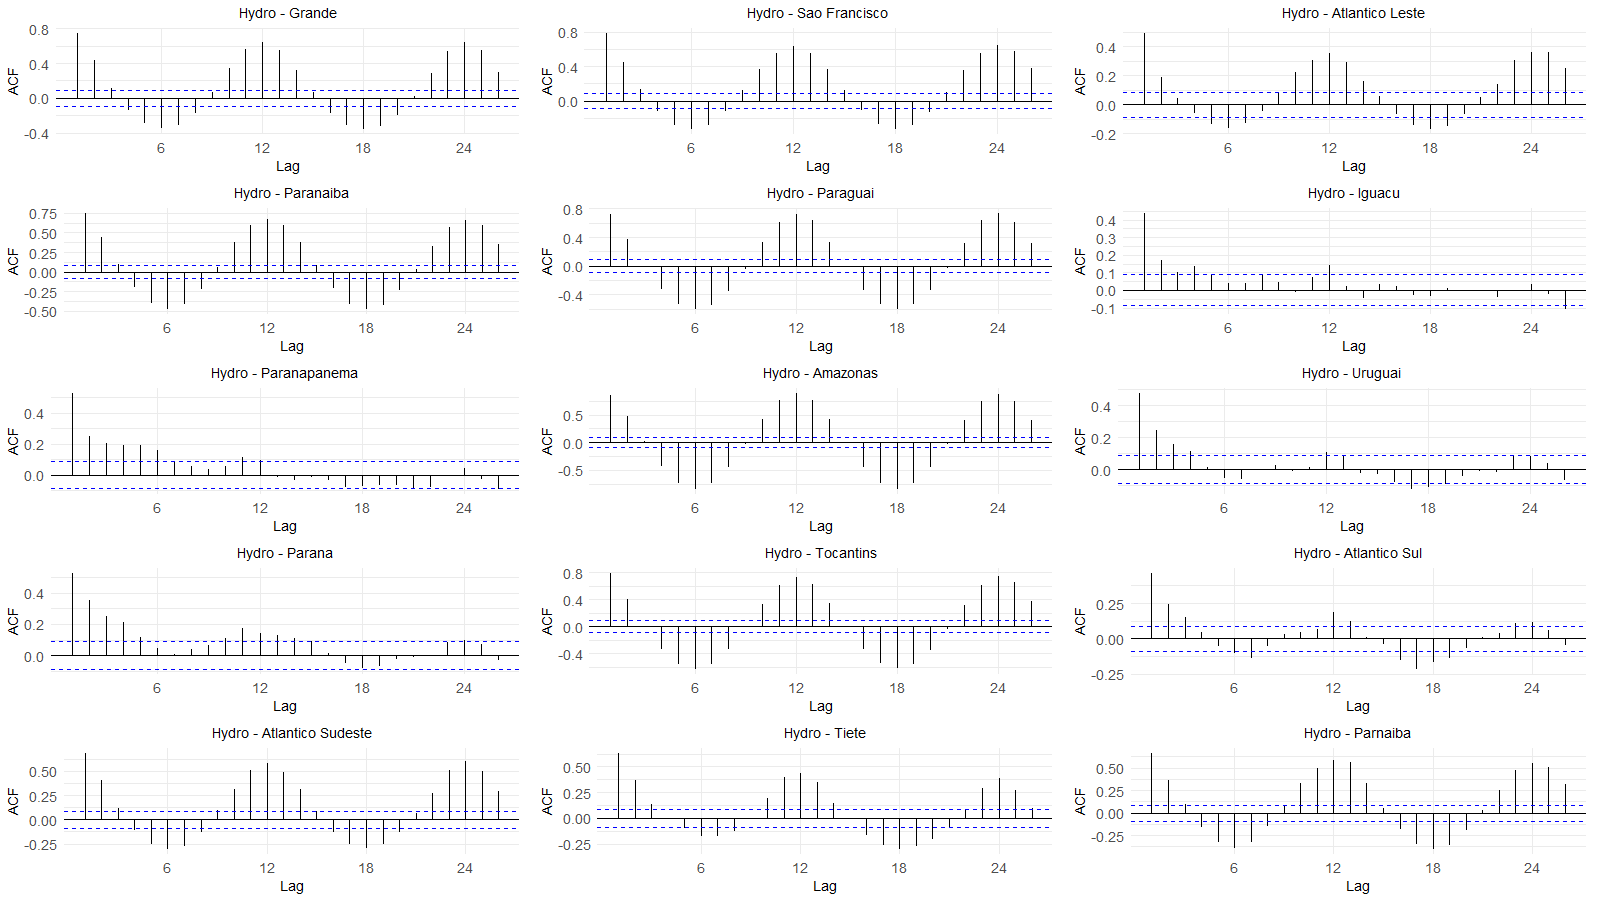 Hydro - Grande
ACF
0.8
0.4
0.0
-0.4
6 12 18 24
Lag
Hydro - Sao Francisco
ACF
0.8
0.4
0.0
6 12 18 24
Lag
Hydro - Atlantico Leste
ACF
0.4
0.2
0.0
-0.2
6 12 18 24
Lag
Hydro - Paranaiba
ACF
0.75
0.50
0.25
0.00
-0.25
-0.50
6 12 18 24
Lag
Hydro - Paraguai
ACF
0.8
0.4
0.0
-0.4
6 12 18 24
Lag
Hydro - Iguacu
ACF
0.4
0.3
0.2
0.1
0.0
-0.1
6 12 18 24
Lag
Hydro - Paranapanema
ACF
0.4
0.2
0.0
6 12 18 24
Lag
Hydro - Amazonas
ACF
0.5
0.0
-0.5
6 12 18 24
Lag
Hydro - Uruguai
ACF
0.4
0.2
0.0
6 12 18 24
Lag
Hydro - Parana
ACF
0.4
0.2
0.0
6 12 18 24
Lag
Hydro - Tocantins
ACF
0.8
0.4
0.0
-0.4
6 12 18 24
Lag
Hydro - Atlantico Sul
ACF
0.25
0.00
-0.25
6 12 18 24
Lag
Hydro - Atlantico Sudeste
ACF
0.50
0.25
0.00
-0.25
6 12 18 24
Lag
Hydro - Tiete
ACF
0.50
0.25
0.00
-0.25
6 12 18 24
Lag
Hydro - Parnaiba
ACF
0.50
0.25
0.00
-0.25
6 12 18 24
Lag